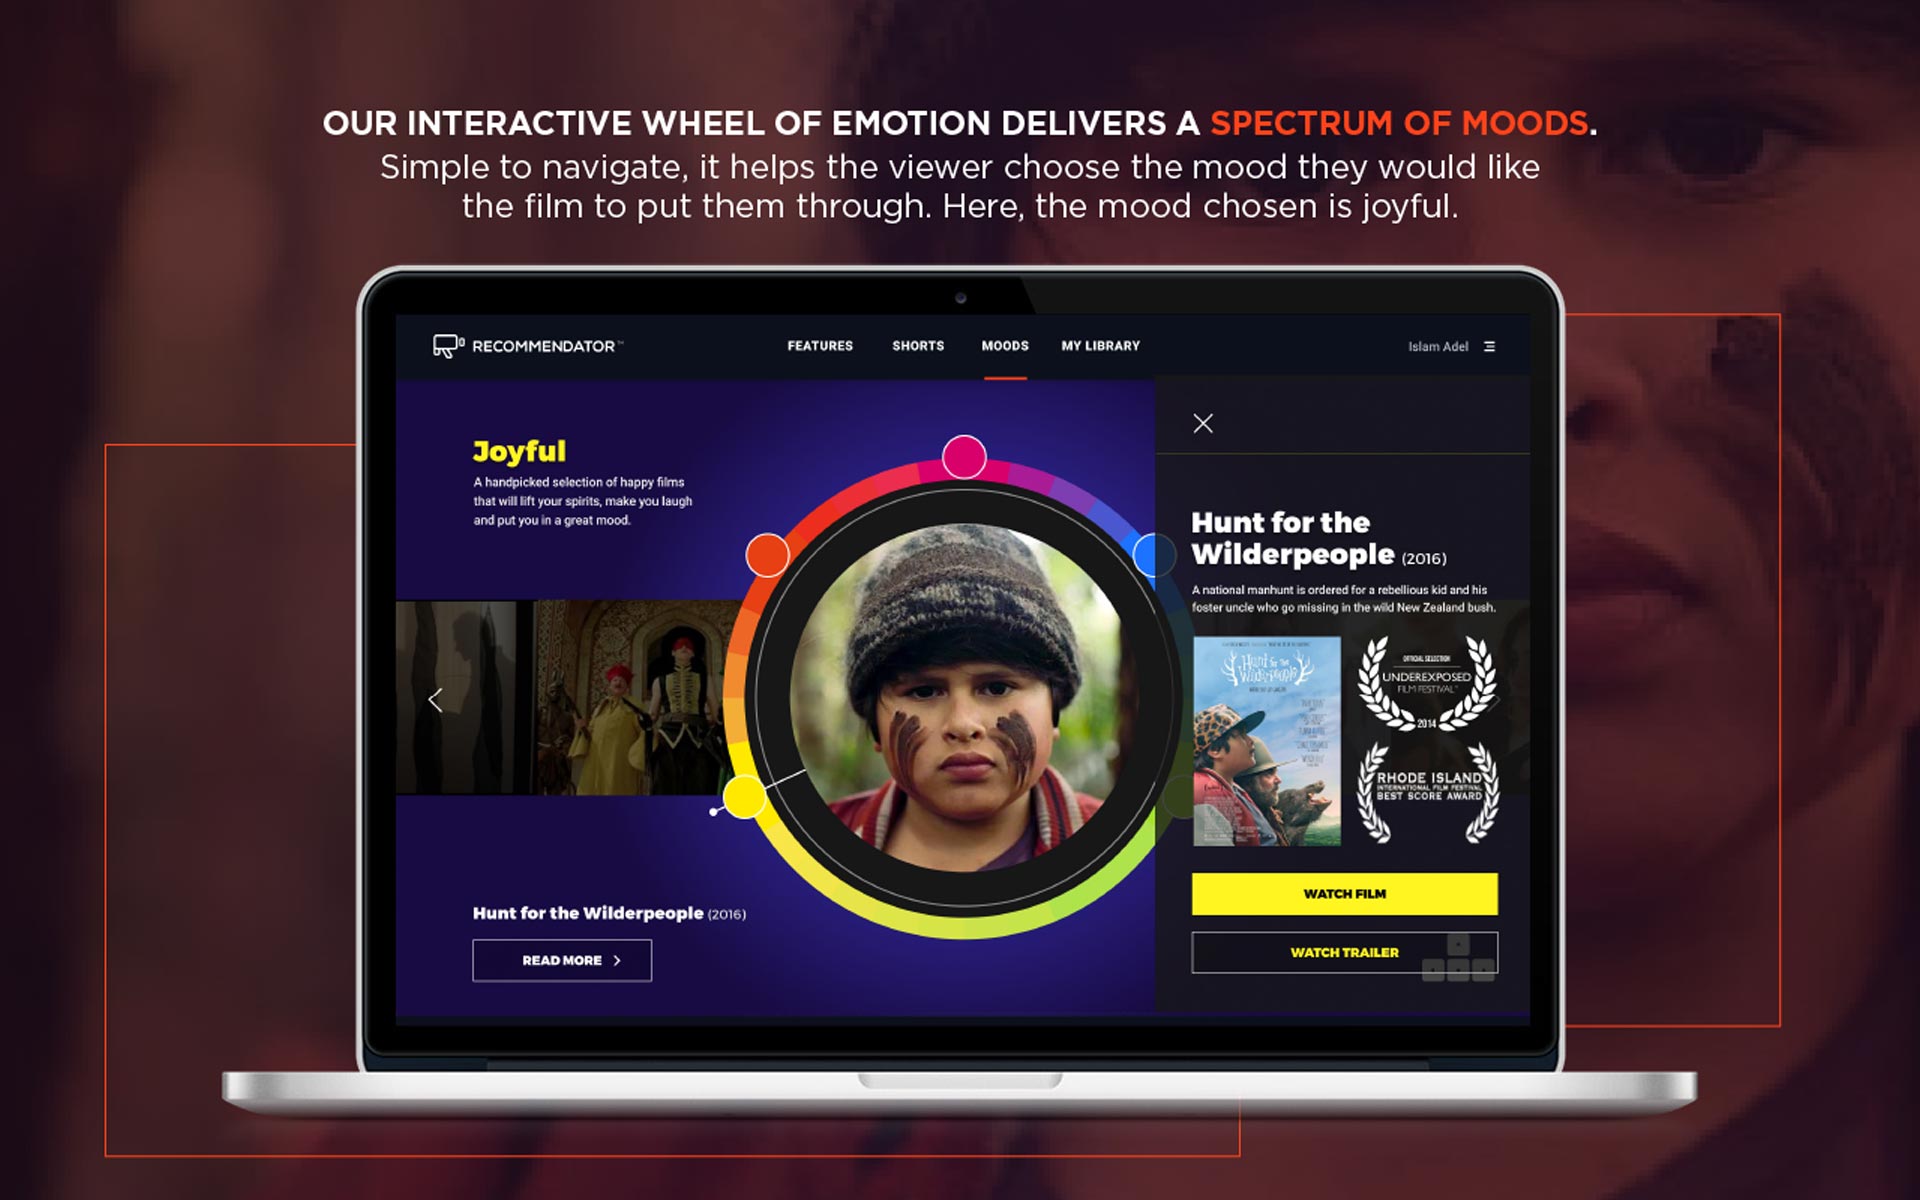 OUR INTERACTIVE WHEEL OF EMOTION DELIVERS A SPECTRUM OF MOODS.
Simple to navigate, it helps the viewer choose the mood they would like
the film to put them through. Here, the mood chosen is joyful.
RECOMMENDATOR™
FEATURES
SHORTS
MOODS
MY LIBRARY
Islam Adel
Joyful
A handpicked selection of happy films
that will lift your spirits, make you laugh
and put you in a great mood.
Hunt for the Wilderpeople (2016)
READ MORE
Hunt for the
Wilderpeople (2016)
A national manhunt is ordered for a rebellious kid and his
foster uncle who go missing in the wild New Zealand bush.
Hunt for the
Wilderpeople
OFFICIAL SELECTION
UNDEREXPOSED
FILM FESTIVAL™
2014
RHODE ISLAND
INTERNATIONAL FILM FESTIVAL
BEST SCORE AWARD
WATCH FILM
WATCH TRAILER